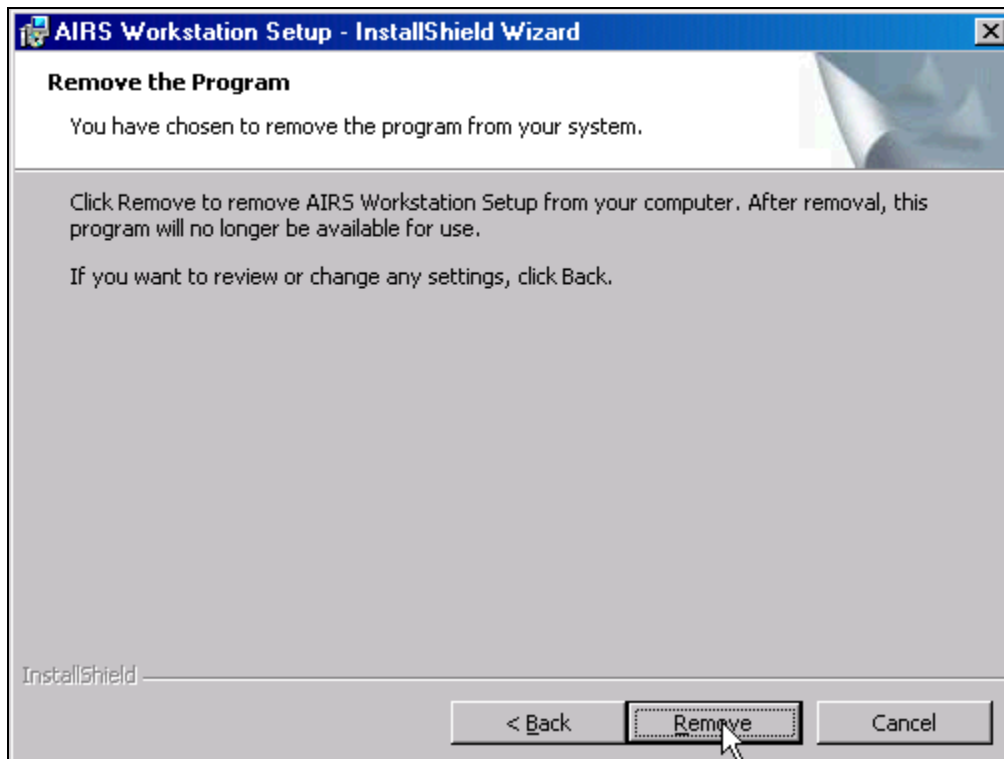 AIRS Workstation Setup - InstallShield Wizard
Remove the Program
You have chosen to remove the program from your system.
Click Remove to remove AIRS Workstation Setup from your computer. After removal, this
program will no longer be available for use.
If you want to review or change any settings, click Back.
InstallShield
< Back Remove Cancel